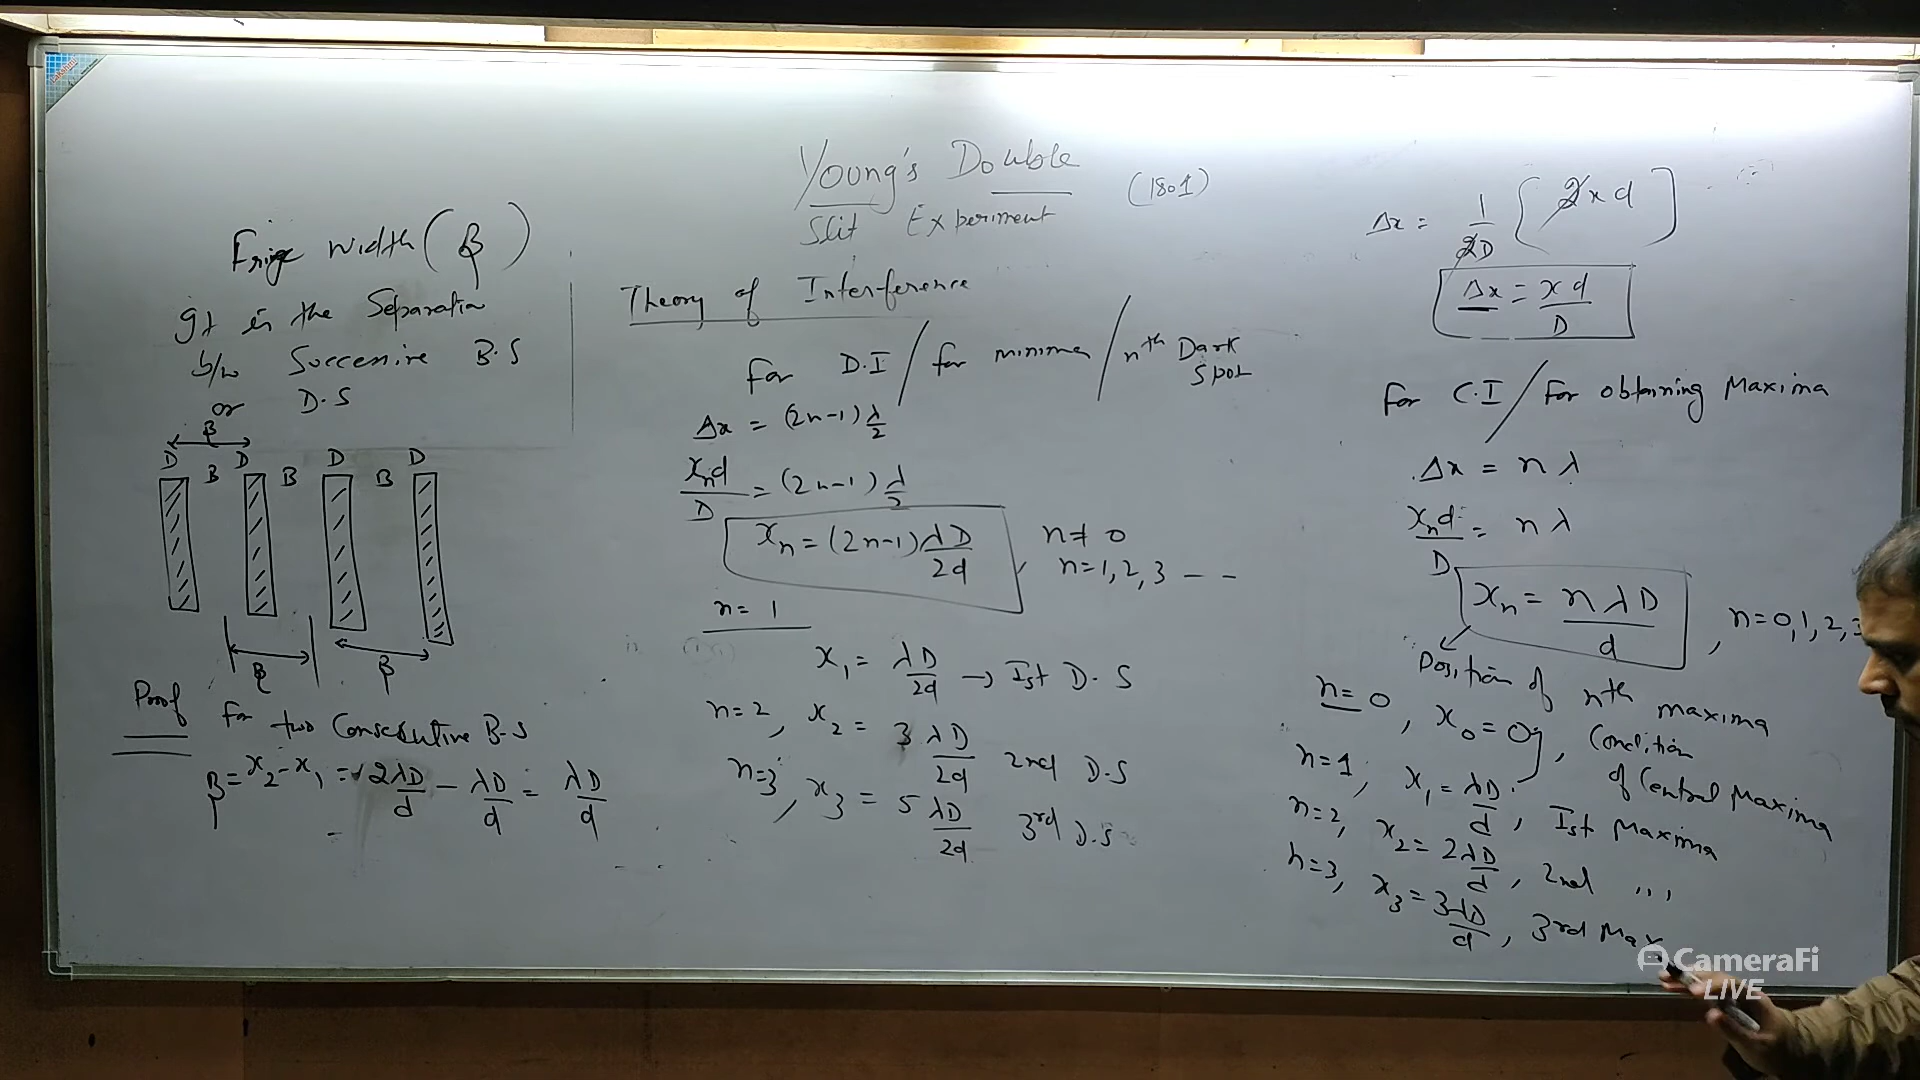 Young's Double
Slit Experiment
(1801)
Fringe width (β)
It is the Separation
b/w Successive B.S
or D.S
β
D B D B D B D
β β
Proof
For two Consecutive B-S
β = x₂ - x₁ = 2λD/d - λD/d = λD/d
Theory of Interference
For D.I / for minima / nth Dark Spot
Δx = (2n-1) λ/2
xₙd/D = (2n-1) λ/2
xₙ = (2n-1) λD/2d , n ≠ 0
n = 1, 2, 3 - -
n = 1
x₁ = λD/2d → Ist D.S
n=2, x₂ = 3 λD/2d 2nd D.S
n=3, x₃ = 5 λD/2d 3rd D.S
Δx = 1/2D [2xd]
Δx = xd/D
For C.I / For obtaining Maxima
Δx = nλ
xₙd/D = nλ
xₙ = nλD/d , n=0,1,2,3
Position of nth maxima
n=0, x₀ = 0, Condition
of Central Maxima
n=1, x₁ = λD/d, Ist Maxima
n=2, x₂ = 2λD/d, 2nd ,,,
n=3, x₃ = 3λD/d, 3rd Max
CameraFi
LIVE